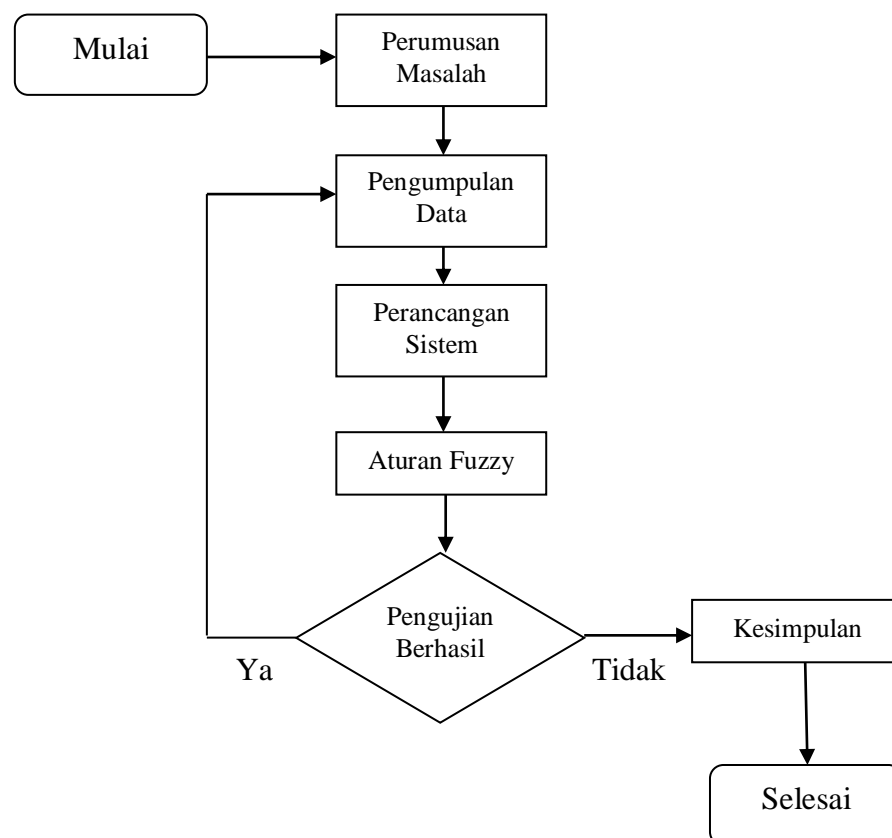 Mulai
Perumusan
Masalah
Pengumpulan
Data
Perancangan
Sistem
Aturan Fuzzy
Pengujian
Berhasil
Ya
Tidak
Kesimpulan
Selesai